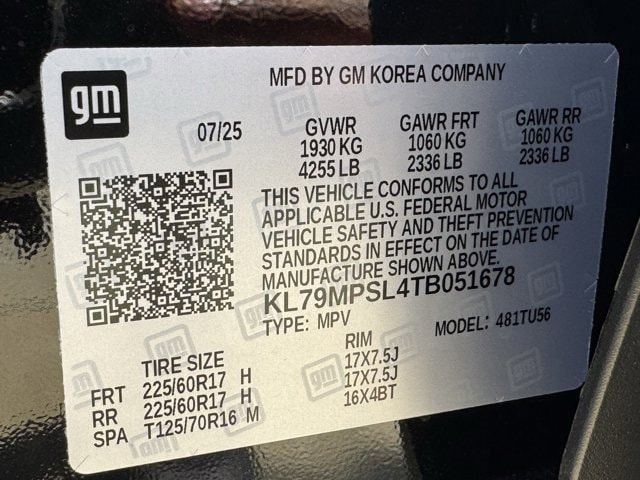 gm
MFD BY GM KOREA COMPANY
07/25 GVWR GAWR FRT GAWR RR
1930 KG 1060 KG 1060 KG
4255 LB 2336 LB 2336 LB
THIS VEHICLE CONFORMS TO ALL
APPLICABLE U.S. FEDERAL MOTOR
VEHICLE SAFETY AND THEFT PREVENTION
STANDARDS IN EFFECT ON THE DATE OF
MANUFACTURE SHOWN ABOVE.
KL79MPSL4TB051678
TYPE: MPV MODEL: 481TU56
TIRE SIZE RIM
FRT 225/60R17 H 17X7.5J
RR 225/60R17 H 17X7.5J
SPA T125/70R16 M 16X4BT